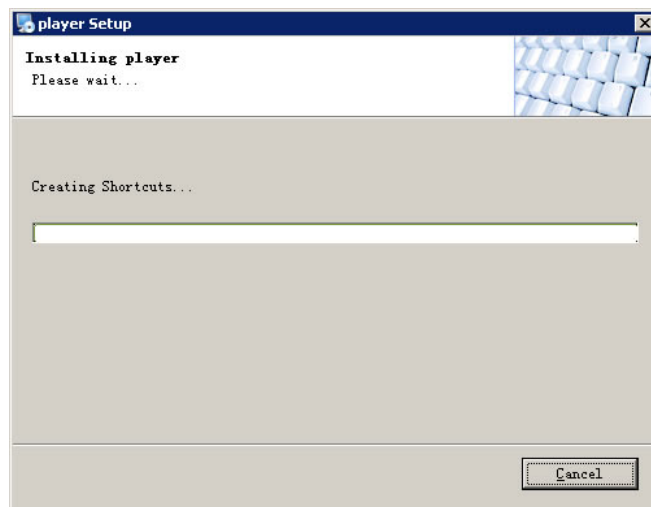 player Setup
Installing player
Please wait...
Creating Shortcuts...
Cancel